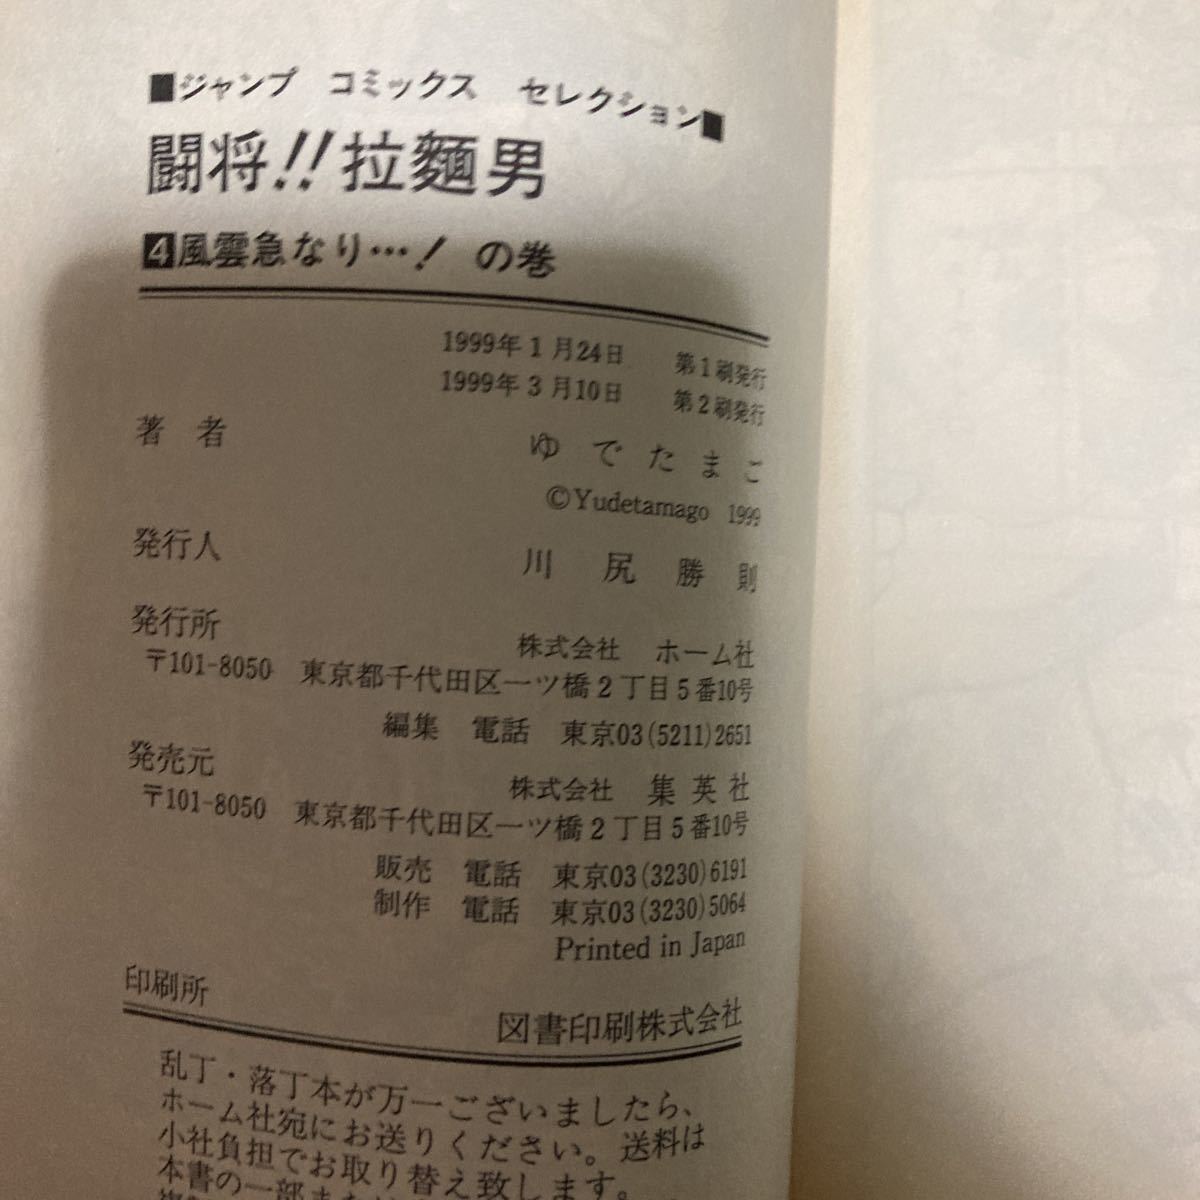 ■ジャンプ コミックス セレクション■
闘将!!拉麵男
4風雲急なり…! の巻
1999年1月24日 第1刷発行
1999年3月10日 第2刷発行
著者 ゆでたまご
©Yudetamago 1999
発行人 川尻勝則
発行所 株式会社 ホーム社
〒101-8050 東京都千代田区一ツ橋2丁目5番10号
編集 電話 東京03(5211)2651
発売元 株式会社 集英社
〒101-8050 東京都千代田区一ツ橋2丁目5番10号
販売 電話 東京03(3230)6191
制作 電話 東京03(3230)5064
Printed in Japan
印刷所 図書印刷株式会社
乱丁・落丁本が万一ございましたら、
ホーム社宛にお送りください。送料は
小社負担でお取り替え致します。
本書の一部または